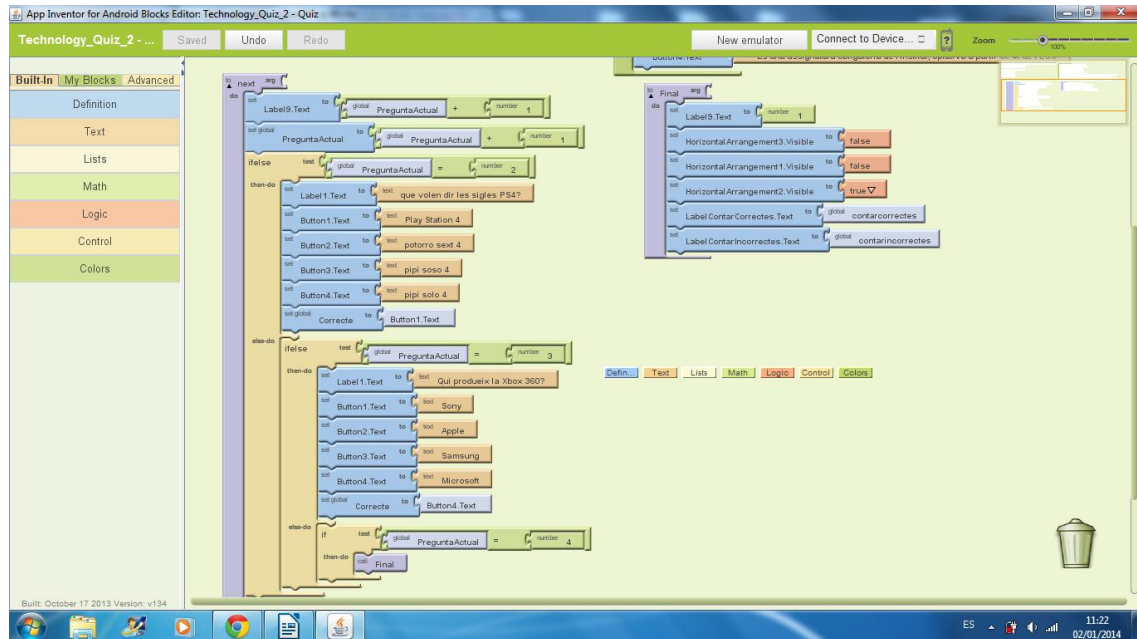 App Inventor for Android Blocks Editor: Technology_Quiz_2 - Quiz
Technology_Quiz_2 - ...
Saved
Undo
Redo
New emulator
Connect to Device...
?
Zoom
100%
Built-In
My Blocks
Advanced
Definition
Text
Lists
Math
Logic
Control
Colors
Built: October 17 2013 Version: v134
to next arg
do
set Label9.Text to global PreguntaActual + number 1
set global PreguntaActual to global PreguntaActual + number 1
ifelse test global PreguntaActual = number 2
then-do
set Label1.Text to text que volen dir les sigles PS4?
set Button1.Text to text Play Station 4
set Button2.Text to text potorro sext 4
set Button3.Text to text pipi soso 4
set Button4.Text to text pipi solo 4
set global Correcte to Button1.Text
else-do
ifelse test global PreguntaActual = number 3
then-do
set Label1.Text to text Qui produeix la Xbox 360?
set Button1.Text to text Sony
set Button2.Text to text Apple
set Button3.Text to text Samsung
set Button4.Text to text Microsoft
set global Correcte to Button4.Text
else-do
if test global PreguntaActual = number 4
then-do
call Final
to Final arg
do
set Label9.Text to number 1
set HorizontalArrangement3.Visible to false
set HorizontalArrangement1.Visible to false
set HorizontalArrangement2.Visible to true
set LabelContarCorrectes.Text to global contarcorrectes
set LabelContarIncorrectes.Text to global contarincorrectes
Defin...
Text
Lists
Math
Logic
Control
Colors
ES
11:22
02/01/2014